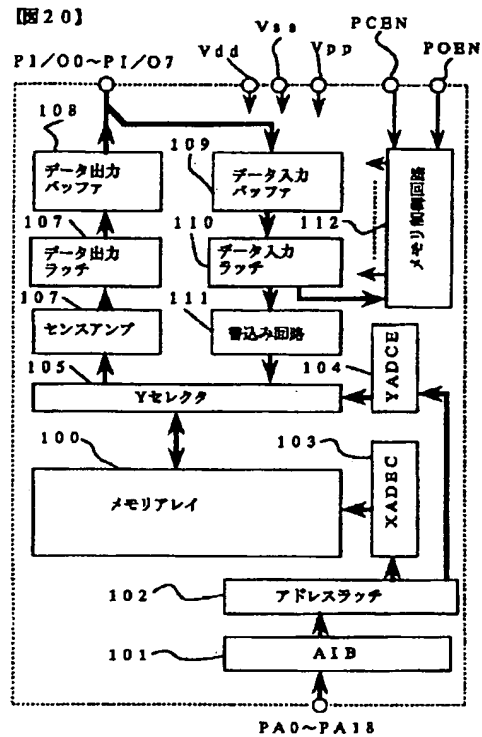 【図20】
PI/O0～PI/O7
Vdd
Vss
Vpp
PCEN
POEN
108
データ出力
バッファ
109
データ入力
バッファ
107
データ出力
ラッチ
110
データ入力
ラッチ
112
メモリ制御回路
107
センスアンプ
111
書込み回路
105
Yセレクタ
104
YADCE
100
メモリアレイ
103
XADEC
102
アドレスラッチ
101
AIB
PA0～PA18